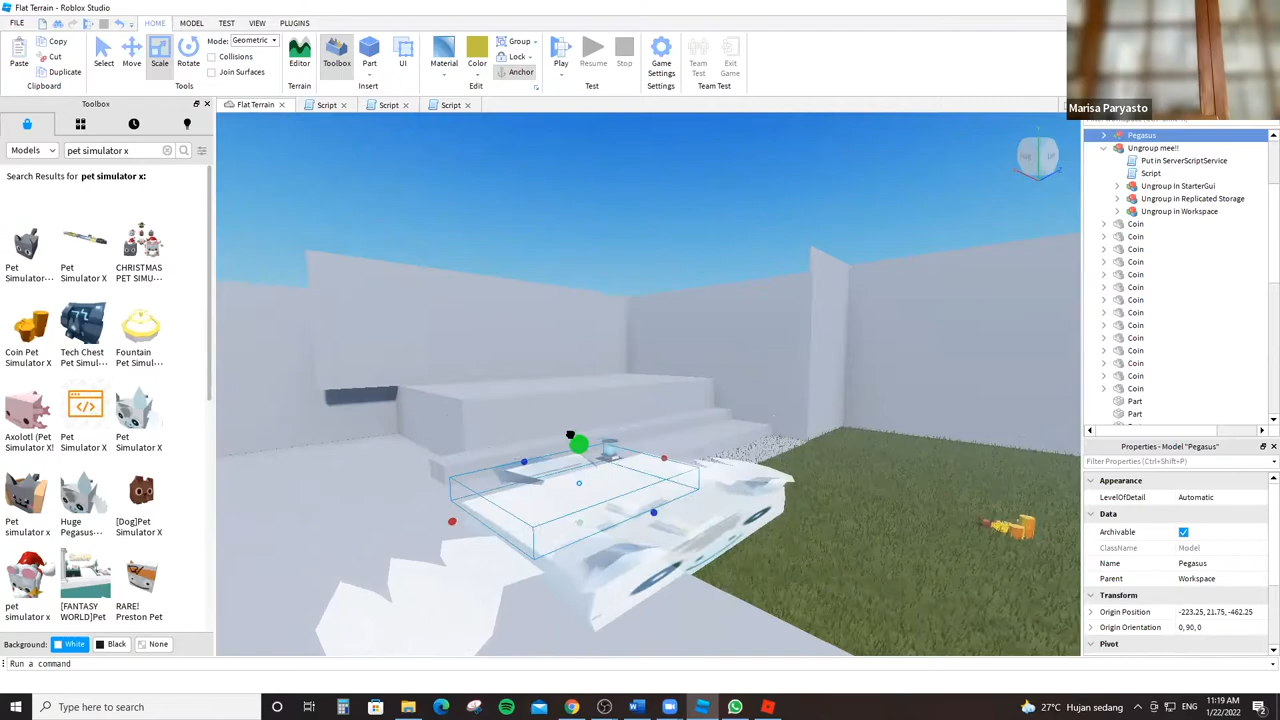 Flat Terrain - Roblox Studio
FILE HOME MODEL TEST VIEW PLUGINS
Paste Copy Cut Duplicate Clipboard
Select Move Scale Rotate Tools
Mode: Geometric
Collisions
Join Surfaces
Editor Terrain
Toolbox Part UI Insert
Material Color Group Lock Anchor Edit
Play Resume Stop Test
Game Settings Settings
Team Test Exit Game Team Test
Marisa Paryasto
Toolbox
Flat Terrain Script Script Script
Models pet simulator x
Search Results for pet simulator x:
Pet Simulator···
Pet Simulator X
CHRISTMAS PET SIMU···
Coin Pet Simulator X
Tech Chest Pet Simul···
Fountain Pet Simul···
Axolotl (Pet Simulator X!
Pet Simulator X
Pet Simulator X
Pet simulator x
Huge Pegasus···
[Dog]Pet Simulator X
pet simulator x
[FANTASY WORLD]Pet
RARE! Preston Pet
Background: White Black None
Run a command
Pegasus
Ungroup mee!!
Put in ServerScriptService
Script
Ungroup In StarterGui
Ungroup in Replicated Storage
Ungroup in Workspace
Coin
Coin
Coin
Coin
Coin
Coin
Coin
Coin
Coin
Coin
Coin
Coin
Coin
Coin
Part
Part
Properties - Model "Pegasus"
Filter Properties (Ctrl+Shift+P)
Appearance
LevelOfDetail Automatic
Data
Archivable
ClassName Model
Name Pegasus
Parent Workspace
Transform
Origin Position -223.25, 21.75, -462.25
Origin Orientation 0, 90, 0
Pivot
Type here to search
27°C Hujan sedang
11:19 AM
1/22/2022